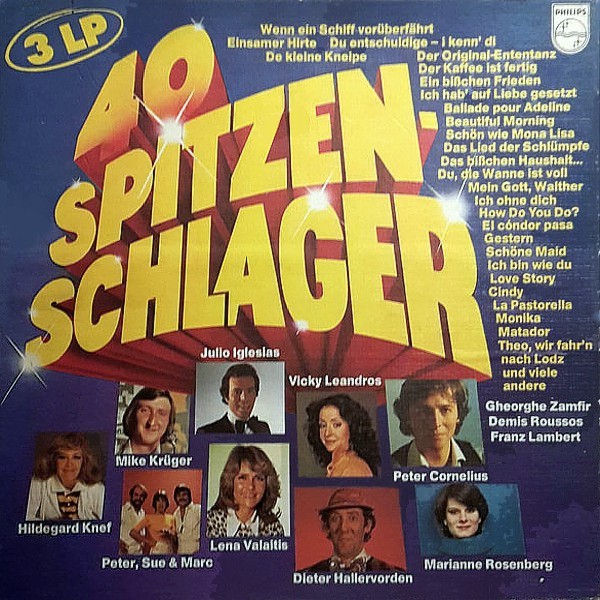 3 LP
PHILIPS
Wenn ein Schiff vorüberfährt
Einsamer Hirte Du entschuldige – i kenn' di
De kleine Kneipe Der Original-Ententanz
Der Kaffee ist fertig
Ein bißchen Frieden
Ich hab' auf Liebe gesetzt
Ballade pour Adeline
Beautiful Morning
Schön wie Mona Lisa
Das Lied der Schlümpfe
Das bißchen Haushalt...
Du, die Wanne ist voll
Mein Gott, Walther
Ich ohne dich
How Do You Do?
El cóndor pasa
Gestern
Schöne Maid
Ich bin wie du
Love Story
Cindy
La Pastorella
Monika
Matador
Theo, wir fahr'n
nach Lodz
und viele
andere
40
SPITZEN-
SCHLAGER
Julio Iglesias
Vicky Leandros
Gheorghe Zamfir
Demis Roussos
Franz Lambert
Mike Krüger
Peter Cornelius
Hildegard Knef
Lena Valaitis
Peter, Sue & Marc
Dieter Hallervorden
Marianne Rosenberg